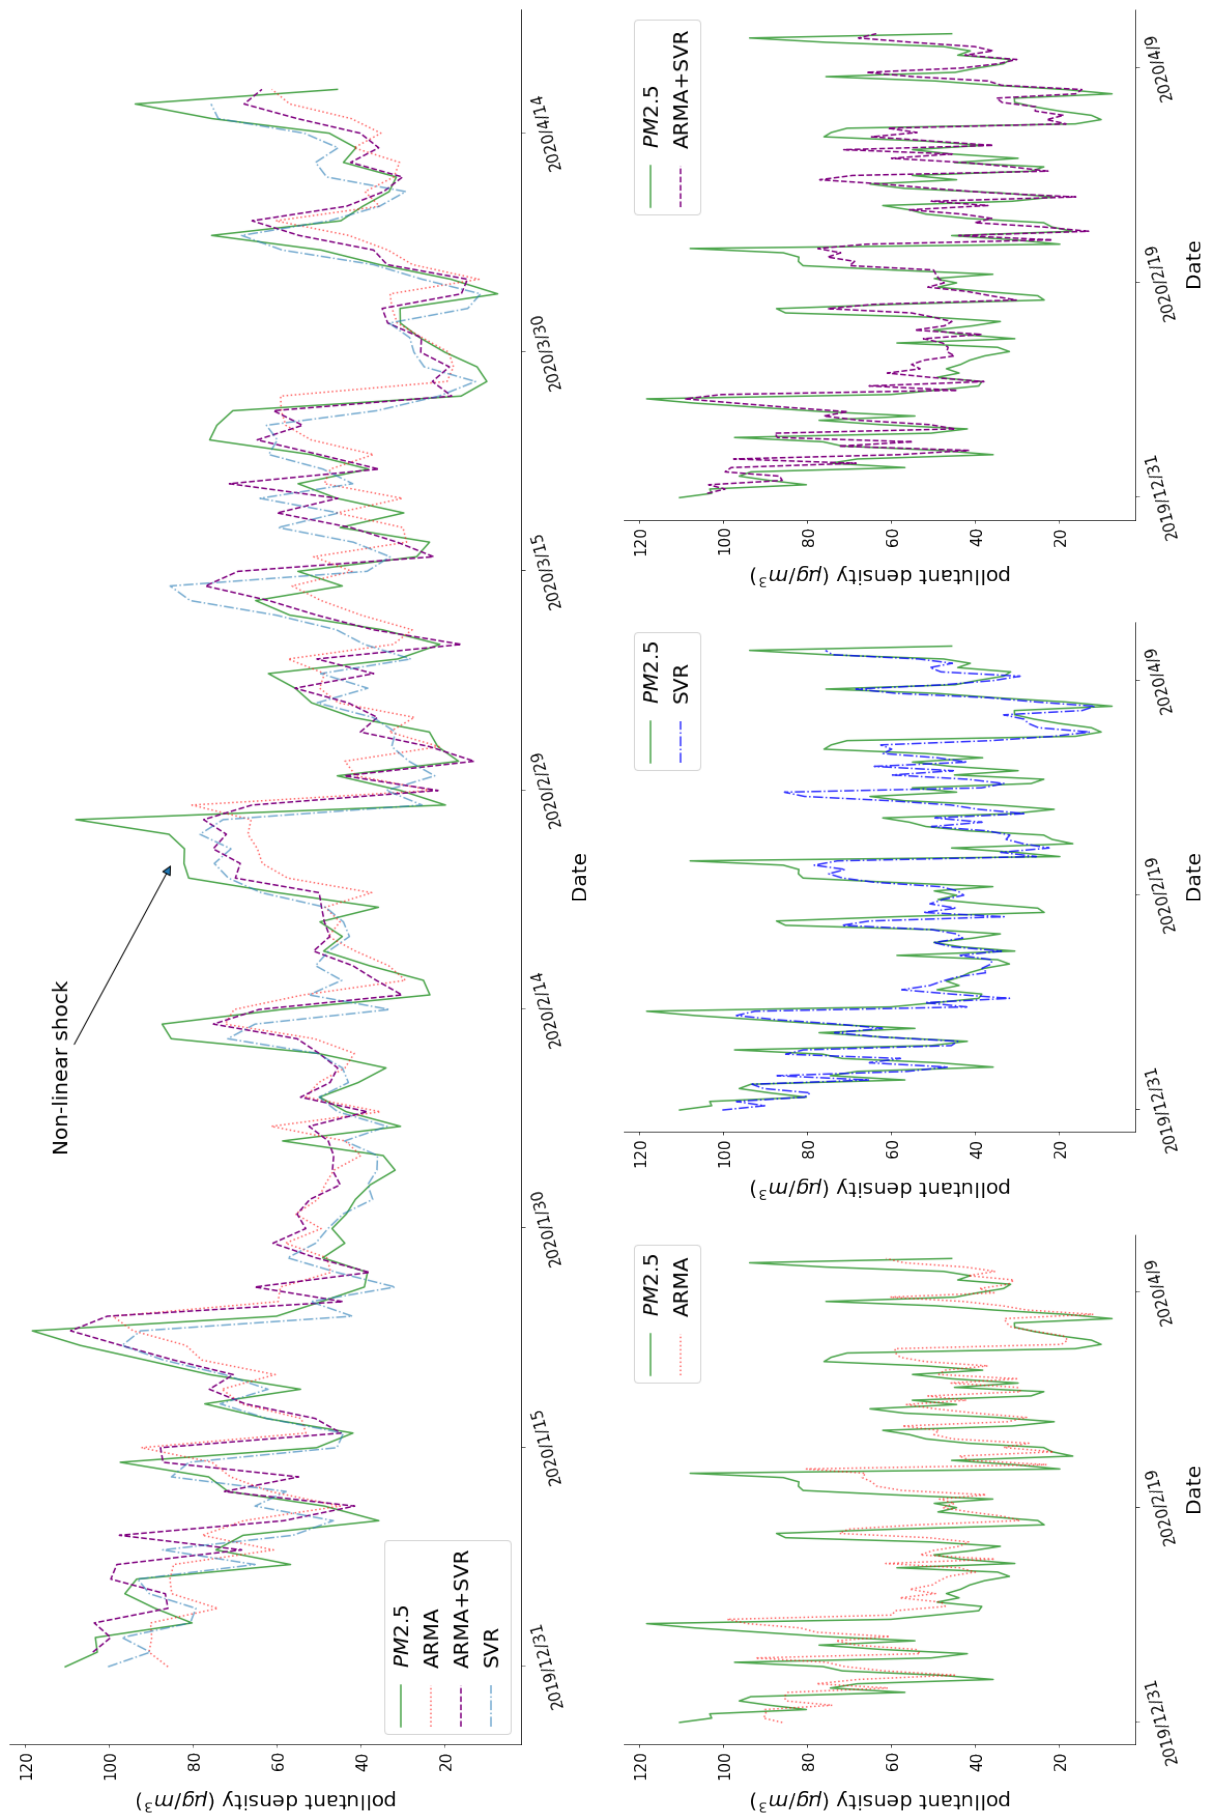 Non-linear shock
pollutant density (μg/m³)
120
100
80
60
40
20
PM2.5
ARMA
ARMA+SVR
SVR
2019/12/31
2020/1/15
2020/1/30
2020/2/14
2020/2/29
2020/3/15
2020/3/30
2020/4/14
Date
pollutant density (μg/m³)
120
100
80
60
40
20
PM2.5
ARMA
2019/12/31
2020/2/19
2020/4/9
Date
pollutant density (μg/m³)
120
100
80
60
40
20
PM2.5
SVR
2019/12/31
2020/2/19
2020/4/9
Date
pollutant density (μg/m³)
120
100
80
60
40
20
PM2.5
ARMA+SVR
2019/12/31
2020/2/19
2020/4/9
Date